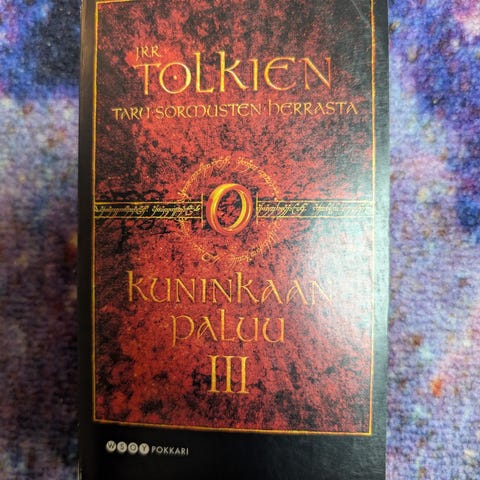 J.R.R.
TOLKIEN
TARU SORMUSTEN HERRASTA
KUNINKAAN
PALUU
III
WSOY POKKARI